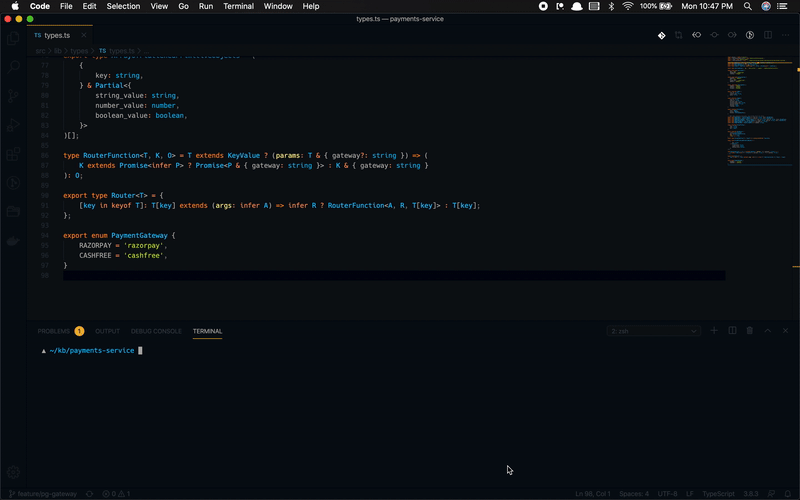 Code File Edit Selection View Go Run Terminal Window Help 100% Mon 10:47 PM
types.ts — payments-service
TS types.ts
src > lib > types > TS types.ts > ...
77 {
78 key: string,
79 } & Partial<{
80 string_value: string,
81 number_value: number,
82 boolean_value: boolean,
83 }>
84 )[];
85
86 type RouterFunction<T, K, O> = T extends KeyValue ? (params: T & { gateway?: string }) => (
87 K extends Promise<infer P> ? Promise<P & { gateway: string }> : K & { gateway: string }
88 ): O;
89
90 export type Router<T> = {
91 [key in keyof T]: T[key] extends (args: infer A) => infer R ? RouterFunction<A, R, T[key]> : T[key];
92 };
93
94 export enum PaymentGateway {
95 RAZORPAY = 'razorpay',
96 CASHFREE = 'cashfree',
97 }
98
PROBLEMS 1 OUTPUT DEBUG CONSOLE TERMINAL 2: zsh
▲ ~/kb/payments-service
feature/pg-gateway 0 1 Ln 98, Col 1 Spaces: 4 UTF-8 LF TypeScript 3.8.3